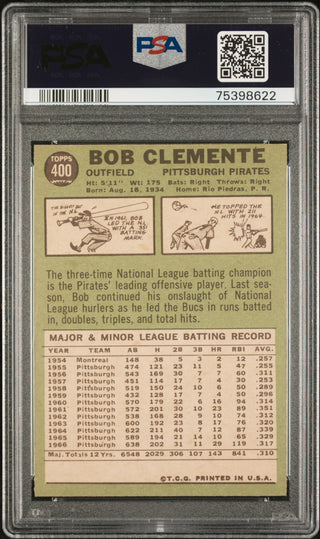 PSA
PSA
PSA
75398622
TOPPS
400
BOB CLEMENTE
OUTFIELD PITTSBURGH PIRATES
Ht: 5'11" Wt: 175 Bats: Right Throws: Right
Born: Aug. 18, 1934 Home: Rio Piedras, P. R.
IN 1961, BOB
LED THE N.L.
WITH A .351
BATTING
MARK.
HE TOPPED THE
N.L. WITH 211
HITS IN 1964.
The three-time National League batting champion
is the Pirates' leading offensive player. Last sea-
son, Bob continued his onslaught of National
League hurlers as he led the Bucs in runs batted
in, doubles, triples, and total hits.
MAJOR & MINOR LEAGUE BATTING RECORD
YEAR TEAM AB H 2B 3B HR RBI AVG.
1954 Montreal 148 38 5 3 2 12 .257
1955 Pittsburgh 474 121 23 11 5 47 .255
1956 Pittsburgh 543 169 30 7 7 60 .311
1957 Pittsburgh 451 114 17 7 4 30 .253
1958 Pittsburgh 519 150 24 10 6 50 .289
1959 Pittsburgh 432 128 17 7 4 50 .296
1960 Pittsburgh 570 179 22 6 16 94 .314
1961 Pittsburgh 572 201 30 10 23 89 .351
1962 Pittsburgh 538 168 28 9 10 74 .312
1963 Pittsburgh 600 192 23 8 17 76 .320
1964 Pittsburgh 622 211 40 7 12 87 .339
1965 Pittsburgh 589 194 21 14 10 65 .329
1966 Pittsburgh 638 202 31 11 29 119 .317
Maj. Totals 12 Yrs. 6548 2029 306 107 143 841 .310
©T.C.G. PRINTED IN U.S.A.